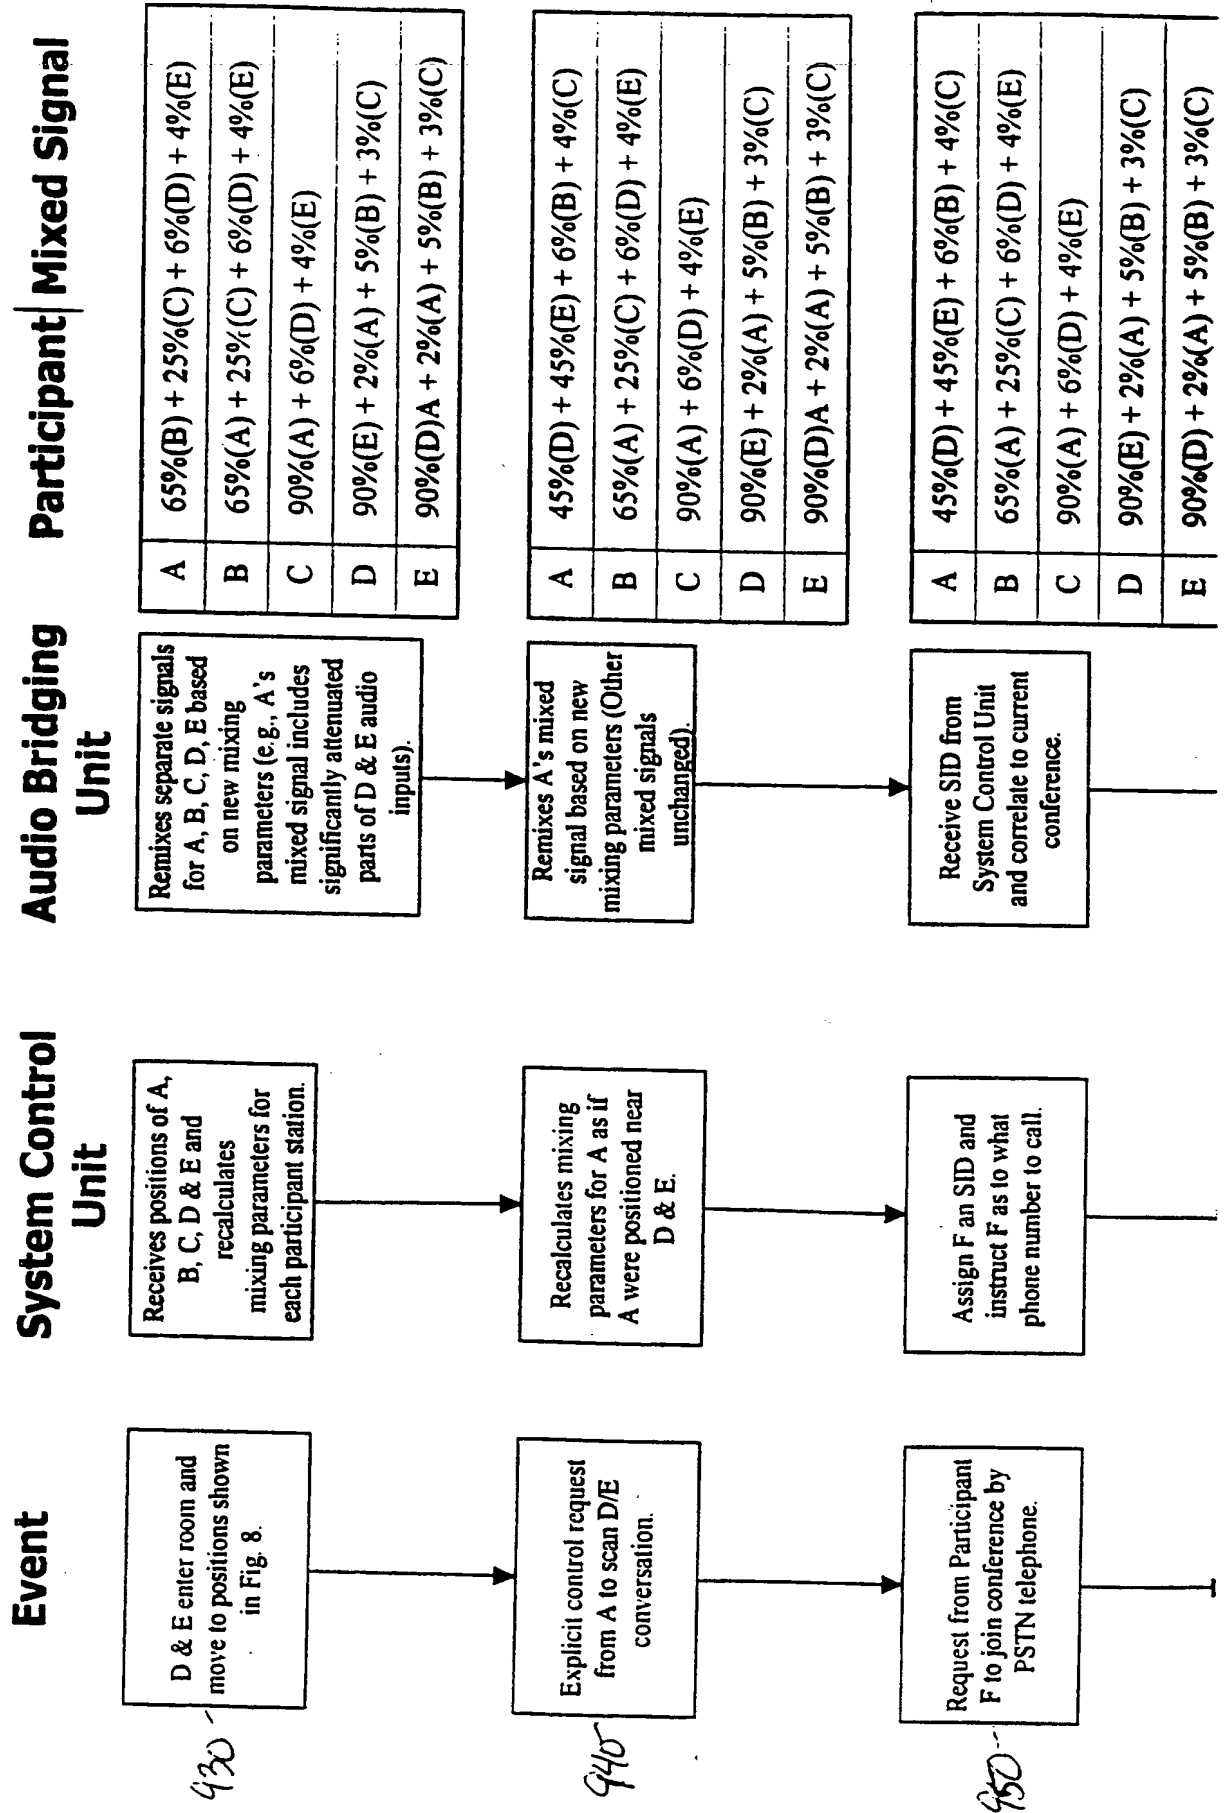 Event
System Control
Unit
Audio Bridging
Unit
Participant | Mixed Signal
930
D & E enter room and
move to positions shown
in Fig. 8.
Receives positions of A,
B, C, D & E and
recalculates
mixing parameters for
each participant station.
Remixes separate signals
for A, B, C, D, E based
on new mixing
parameters (e.g., A's
mixed signal includes
significantly attenuated
parts of D & E audio
inputs).
A 65%(B) + 25%(C) + 6%(D) + 4%(E)
B 65%(A) + 25%(C) + 6%(D) + 4%(E)
C 90%(A) + 6%(D) + 4%(E)
D 90%(E) + 2%(A) + 5%(B) + 3%(C)
E 90%(D)A + 2%(A) + 5%(B) + 3%(C)
940
Explicit control request
from A to scan D/E
conversation.
Recalculates mixing
parameters for A as if
A were positioned near
D & E.
Remixes A's mixed
signal based on new
mixing parameters (Other
mixed signals
unchanged).
A 45%(D) + 45%(E) + 6%(B) + 4%(C)
B 65%(A) + 25%(C) + 6%(D) + 4%(E)
C 90%(A) + 6%(D) + 4%(E)
D 90%(E) + 2%(A) + 5%(B) + 3%(C)
E 90%(D)A + 2%(A) + 5%(B) + 3%(C)
950
Request from Participant
F to join conference by
PSTN telephone.
Assign F an SID and
instruct F as to what
phone number to call.
Receive SID from
System Control Unit
and correlate to current
conference.
A 45%(D) + 45%(E) + 6%(B) + 4%(C)
B 65%(A) + 25%(C) + 6%(D) + 4%(E)
C 90%(A) + 6%(D) + 4%(E)
D 90%(E) + 2%(A) + 5%(B) + 3%(C)
E 90%(D) + 2%(A) + 5%(B) + 3%(C)